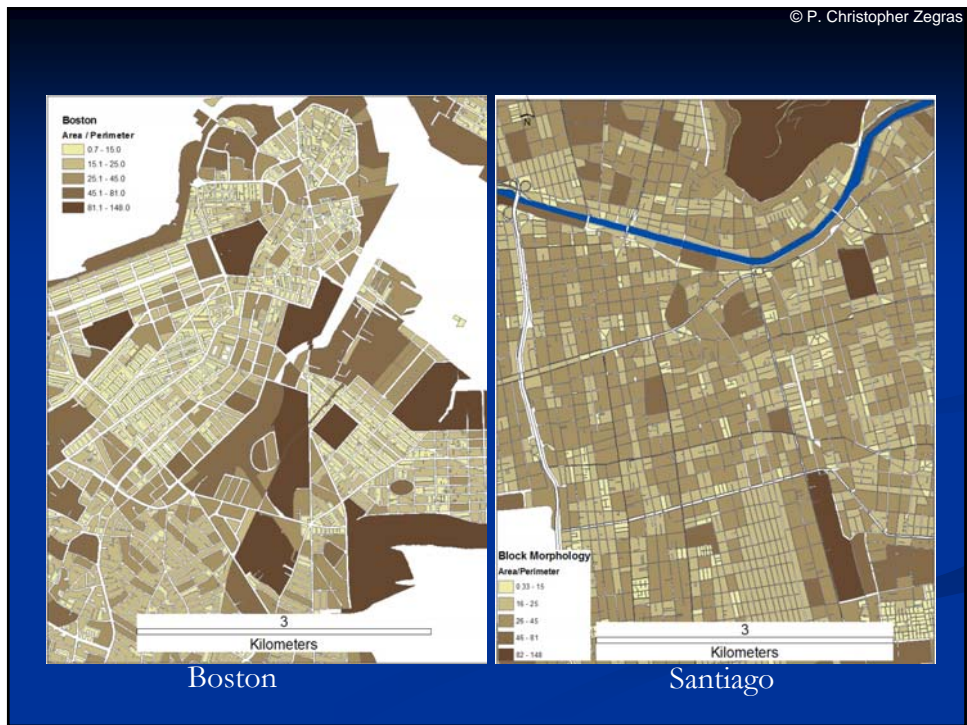 © P. Christopher Zegras
Boston
Area / Perimeter
0.7 - 15.0
15.1 - 25.0
25.1 - 45.0
45.1 - 81.0
81.1 - 148.0
3
Kilometers
N
Block Morphology
Area/Perimeter
0.33 - 15
16 - 25
26 - 45
46 - 81
82 - 148
3
Kilometers
Boston
Santiago